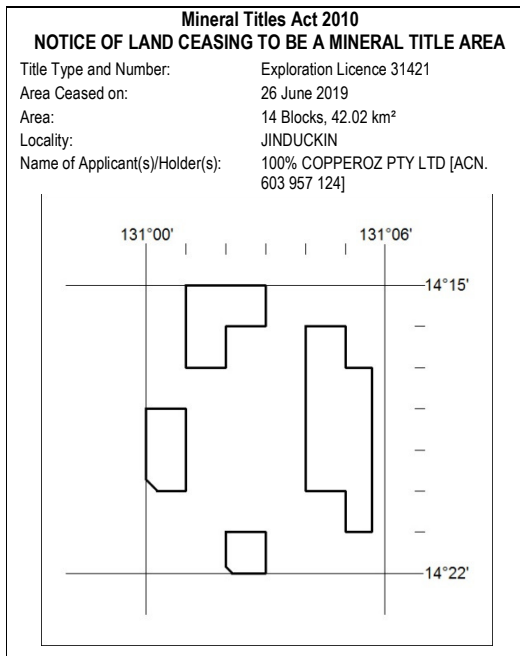 Mineral Titles Act 2010
NOTICE OF LAND CEASING TO BE A MINERAL TITLE AREA
Title Type and Number: Exploration Licence 31421
Area Ceased on: 26 June 2019
Area: 14 Blocks, 42.02 km²
Locality: JINDUCKIN
Name of Applicant(s)/Holder(s): 100% COPPEROZ PTY LTD [ACN.
603 957 124]
131°00' 131°06'
14°15'
14°22'